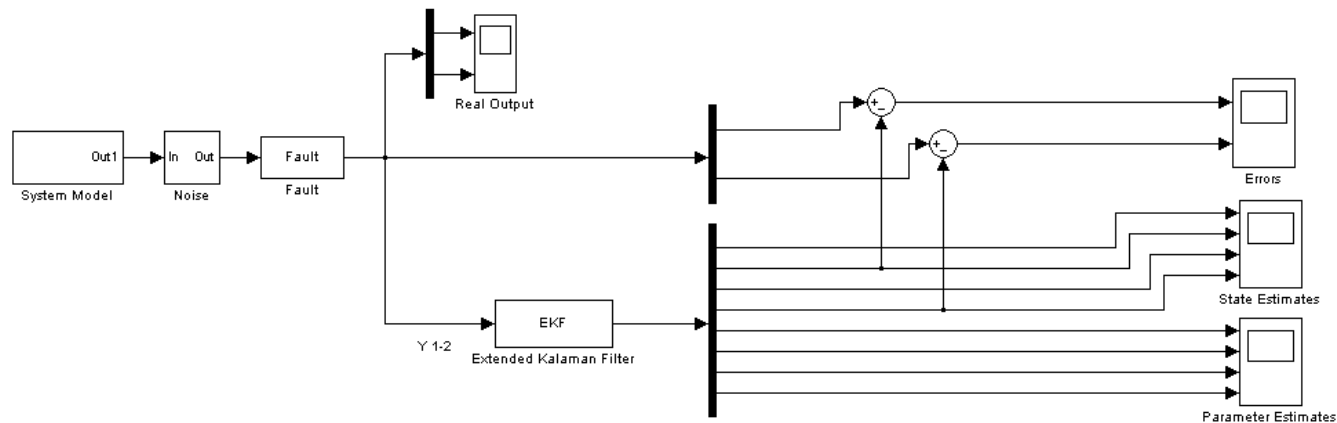 Real Output
Out1
In Out
Fault
System Model
Noise
Fault
Errors
State Estimates
EKF
Y 1-2
Extended Kalaman Filter
Parameter Estimates